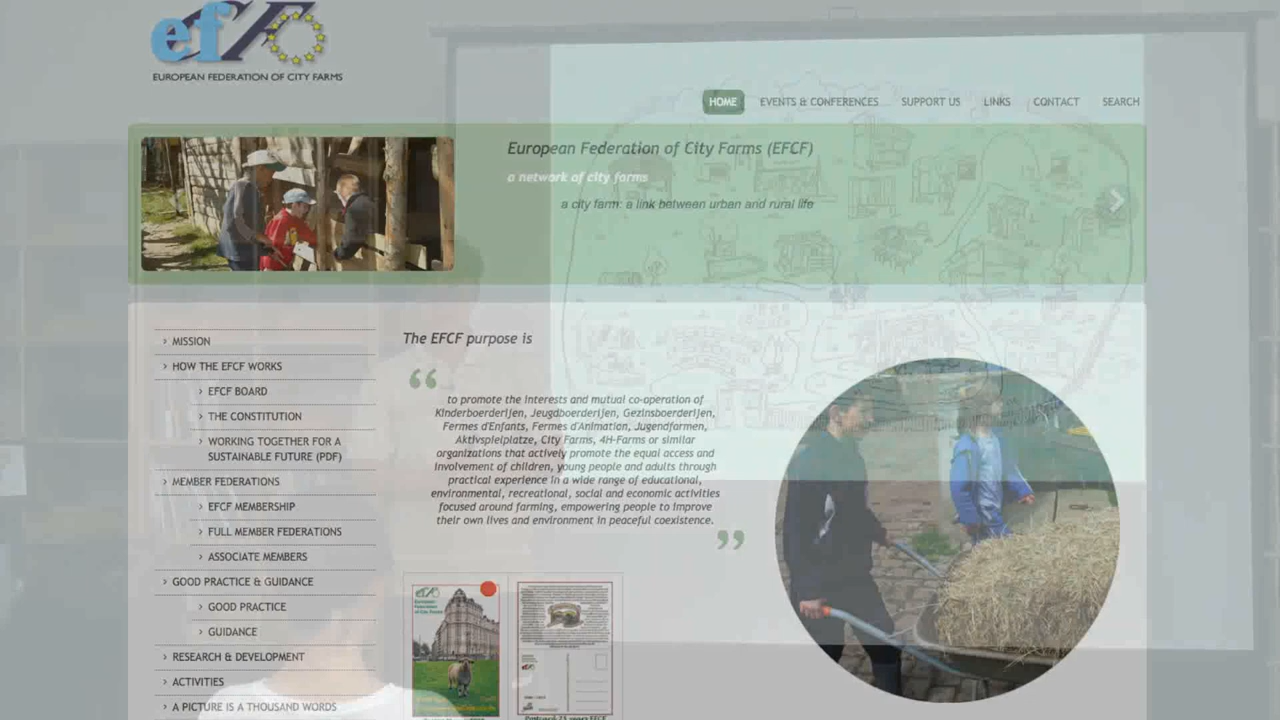 efCF
EUROPEAN FEDERATION OF CITY FARMS
HOME EVENTS & CONFERENCES SUPPORT US LINKS CONTACT SEARCH
European Federation of City Farms (EFCF)
a network of city farms
a city farm: a link between urban and rural life
› MISSION
› HOW THE EFCF WORKS
› EFCF BOARD
› THE CONSTITUTION
› WORKING TOGETHER FOR A
SUSTAINABLE FUTURE (PDF)
› MEMBER FEDERATIONS
› EFCF MEMBERSHIP
› FULL MEMBER FEDERATIONS
› ASSOCIATE MEMBERS
› GOOD PRACTICE & GUIDANCE
› GOOD PRACTICE
› GUIDANCE
› RESEARCH & DEVELOPMENT
› ACTIVITIES
› A PICTURE IS A THOUSAND WORDS
The EFCF purpose is
“
to promote the interests and mutual co-operation of
Kinderboerderijen, Jeugdboerderijen, Gezinsboerderijen,
Fermes d'Enfants, Fermes d'Animation, Jugendfarmen,
Aktivspielplatze, City Farms, 4H-Farms or similar
organizations that actively promote the equal access and
involvement of children, young people and adults through
practical experience in a wide range of educational,
environmental, recreational, social and economic activities
focused around farming, empowering people to improve
their own lives and environment in peaceful coexistence.
”
European
Federation
of City Farms